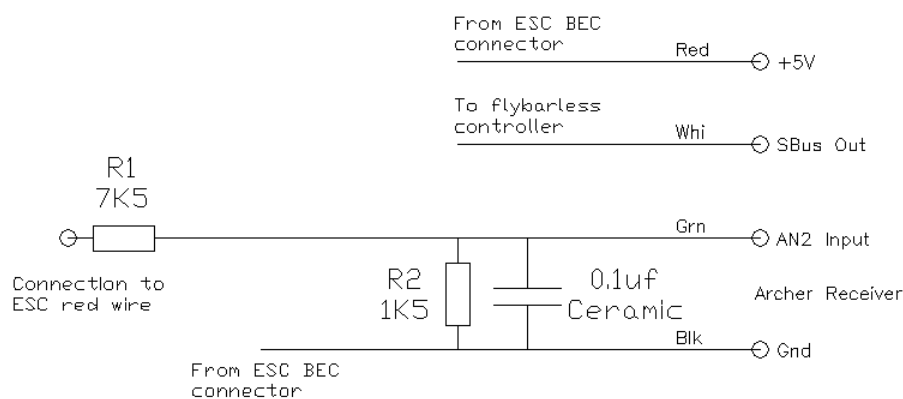 From ESC BEC
connector
Red
+5V
To flybarless
controller
Whi
SBus Out
R1
7K5
Grn
AN2 Input
Connection to
ESC red wire
R2
1K5
0.1uf
Ceramic
Archer Receiver
Blk
Gnd
From ESC BEC
connector